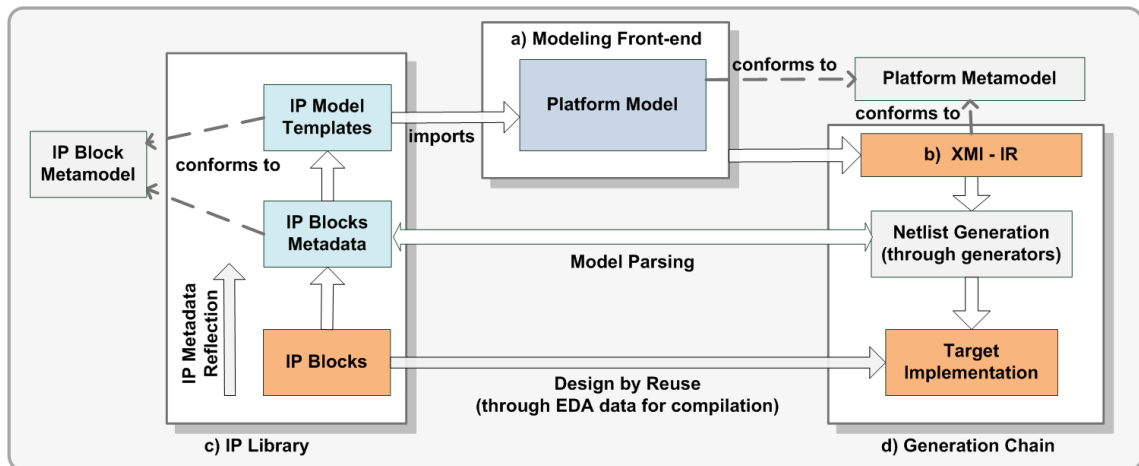 a) Modeling Front-end
Platform Model
conforms to
Platform Metamodel
conforms to
IP Model
Templates
imports
b) XMI - IR
IP Block
Metamodel
conforms to
IP Blocks
Metadata
Model Parsing
Netlist Generation
(through generators)
IP Metadata
Reflection
IP Blocks
Design by Reuse
(through EDA data for compilation)
Target
Implementation
c) IP Library
d) Generation Chain